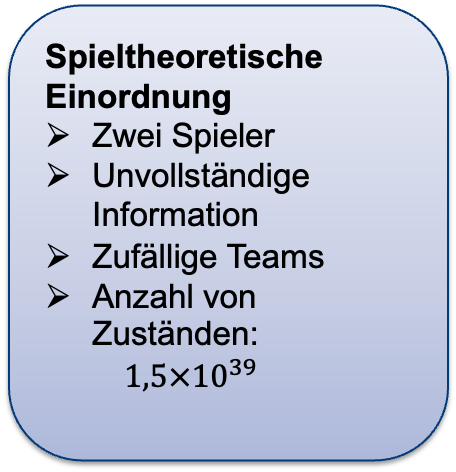 Spieltheoretische
Einordnung
➢ Zwei Spieler
➢ Unvollständige
Information
➢ Zufällige Teams
➢ Anzahl von
Zuständen:
1,5×10³⁹